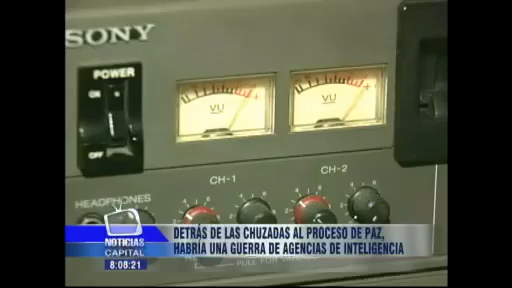 SONY
POWER
ON
OFF
VU
VU
CH-1
CH-2
HEADPHONES
DETRÁS DE LAS CHUZADAS AL PROCESO DE PAZ,
HABRÍA UNA GUERRA DE AGENCIAS DE INTELIGENCIA
NOTICIAS
CAPITAL
8:08:21